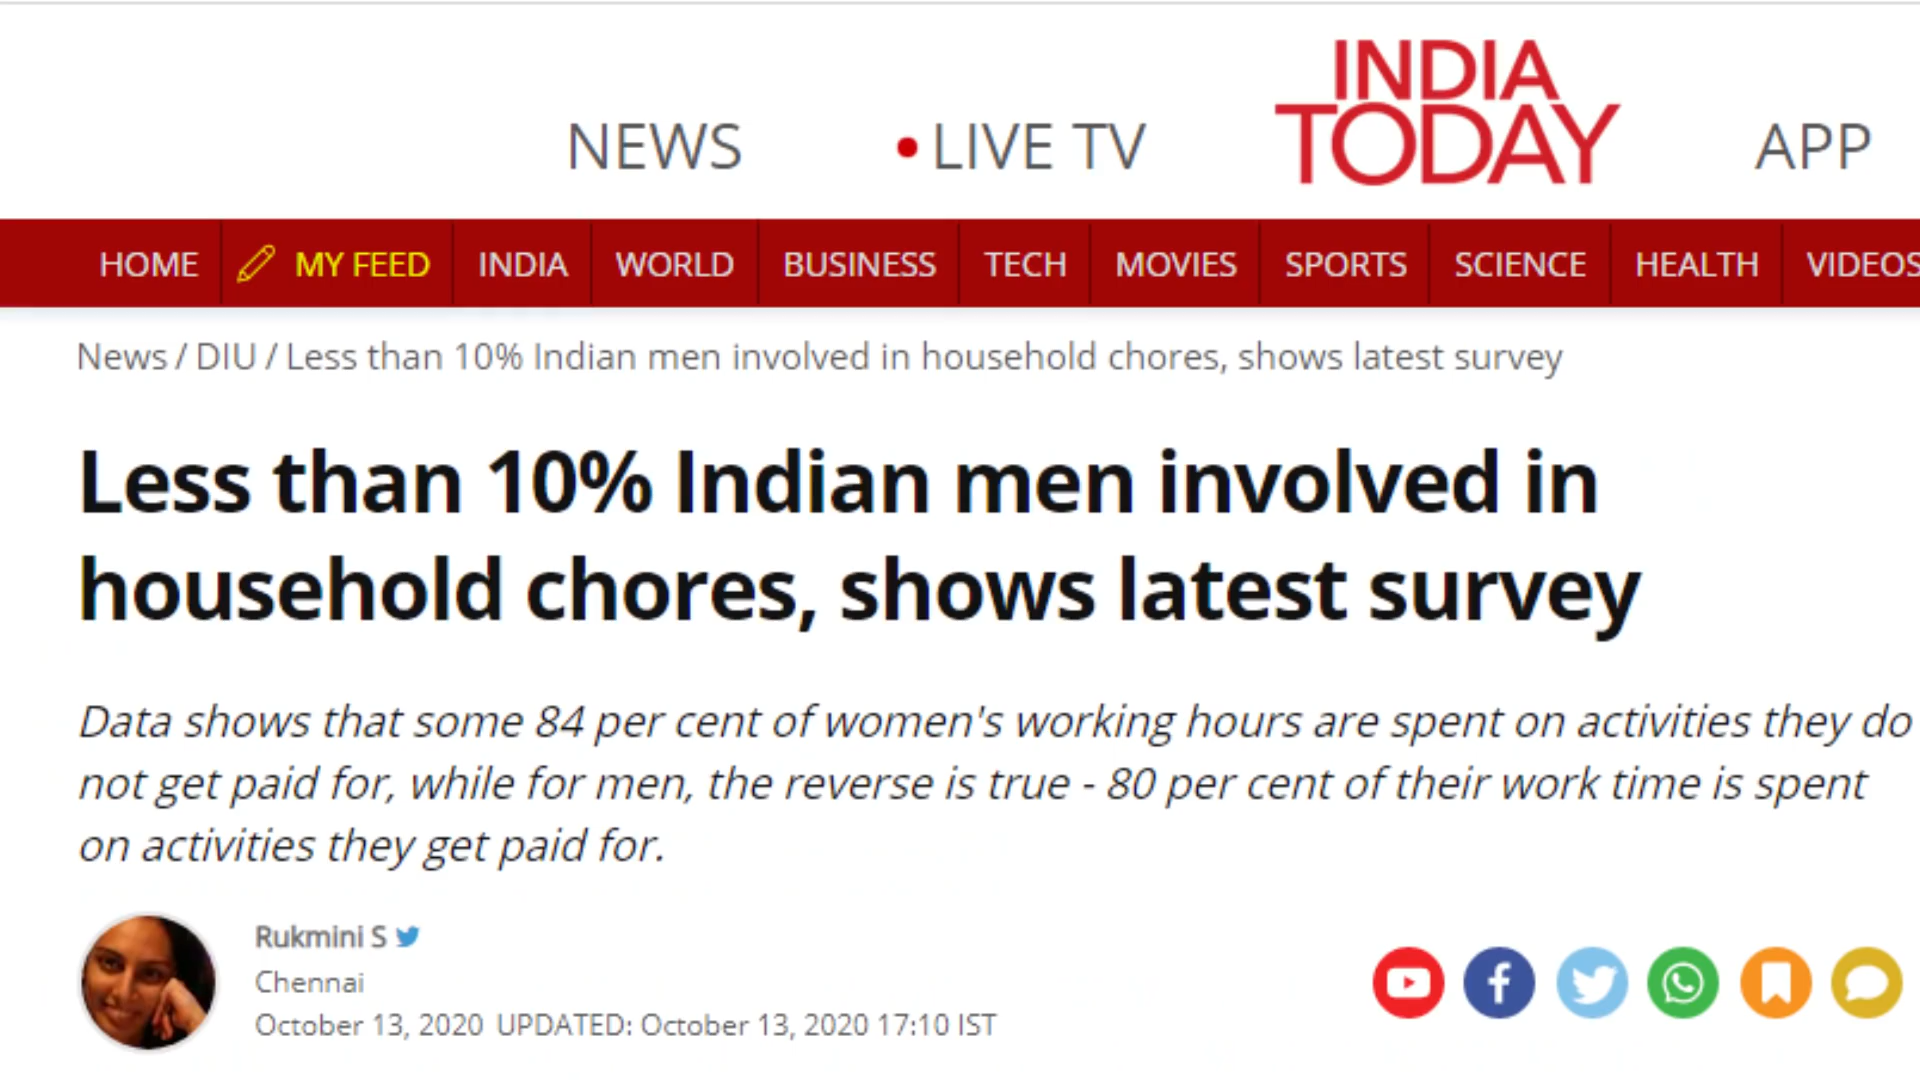 INDIA
TODAY
NEWS
LIVE TV
APP
HOME MY FEED INDIA WORLD BUSINESS TECH MOVIES SPORTS SCIENCE HEALTH VIDEOS
News / DIU / Less than 10% Indian men involved in household chores, shows latest survey
Less than 10% Indian men involved in
household chores, shows latest survey
Data shows that some 84 per cent of women's working hours are spent on activities they do
not get paid for, while for men, the reverse is true - 80 per cent of their work time is spent
on activities they get paid for.
Rukmini S
Chennai
October 13, 2020 UPDATED: October 13, 2020 17:10 IST